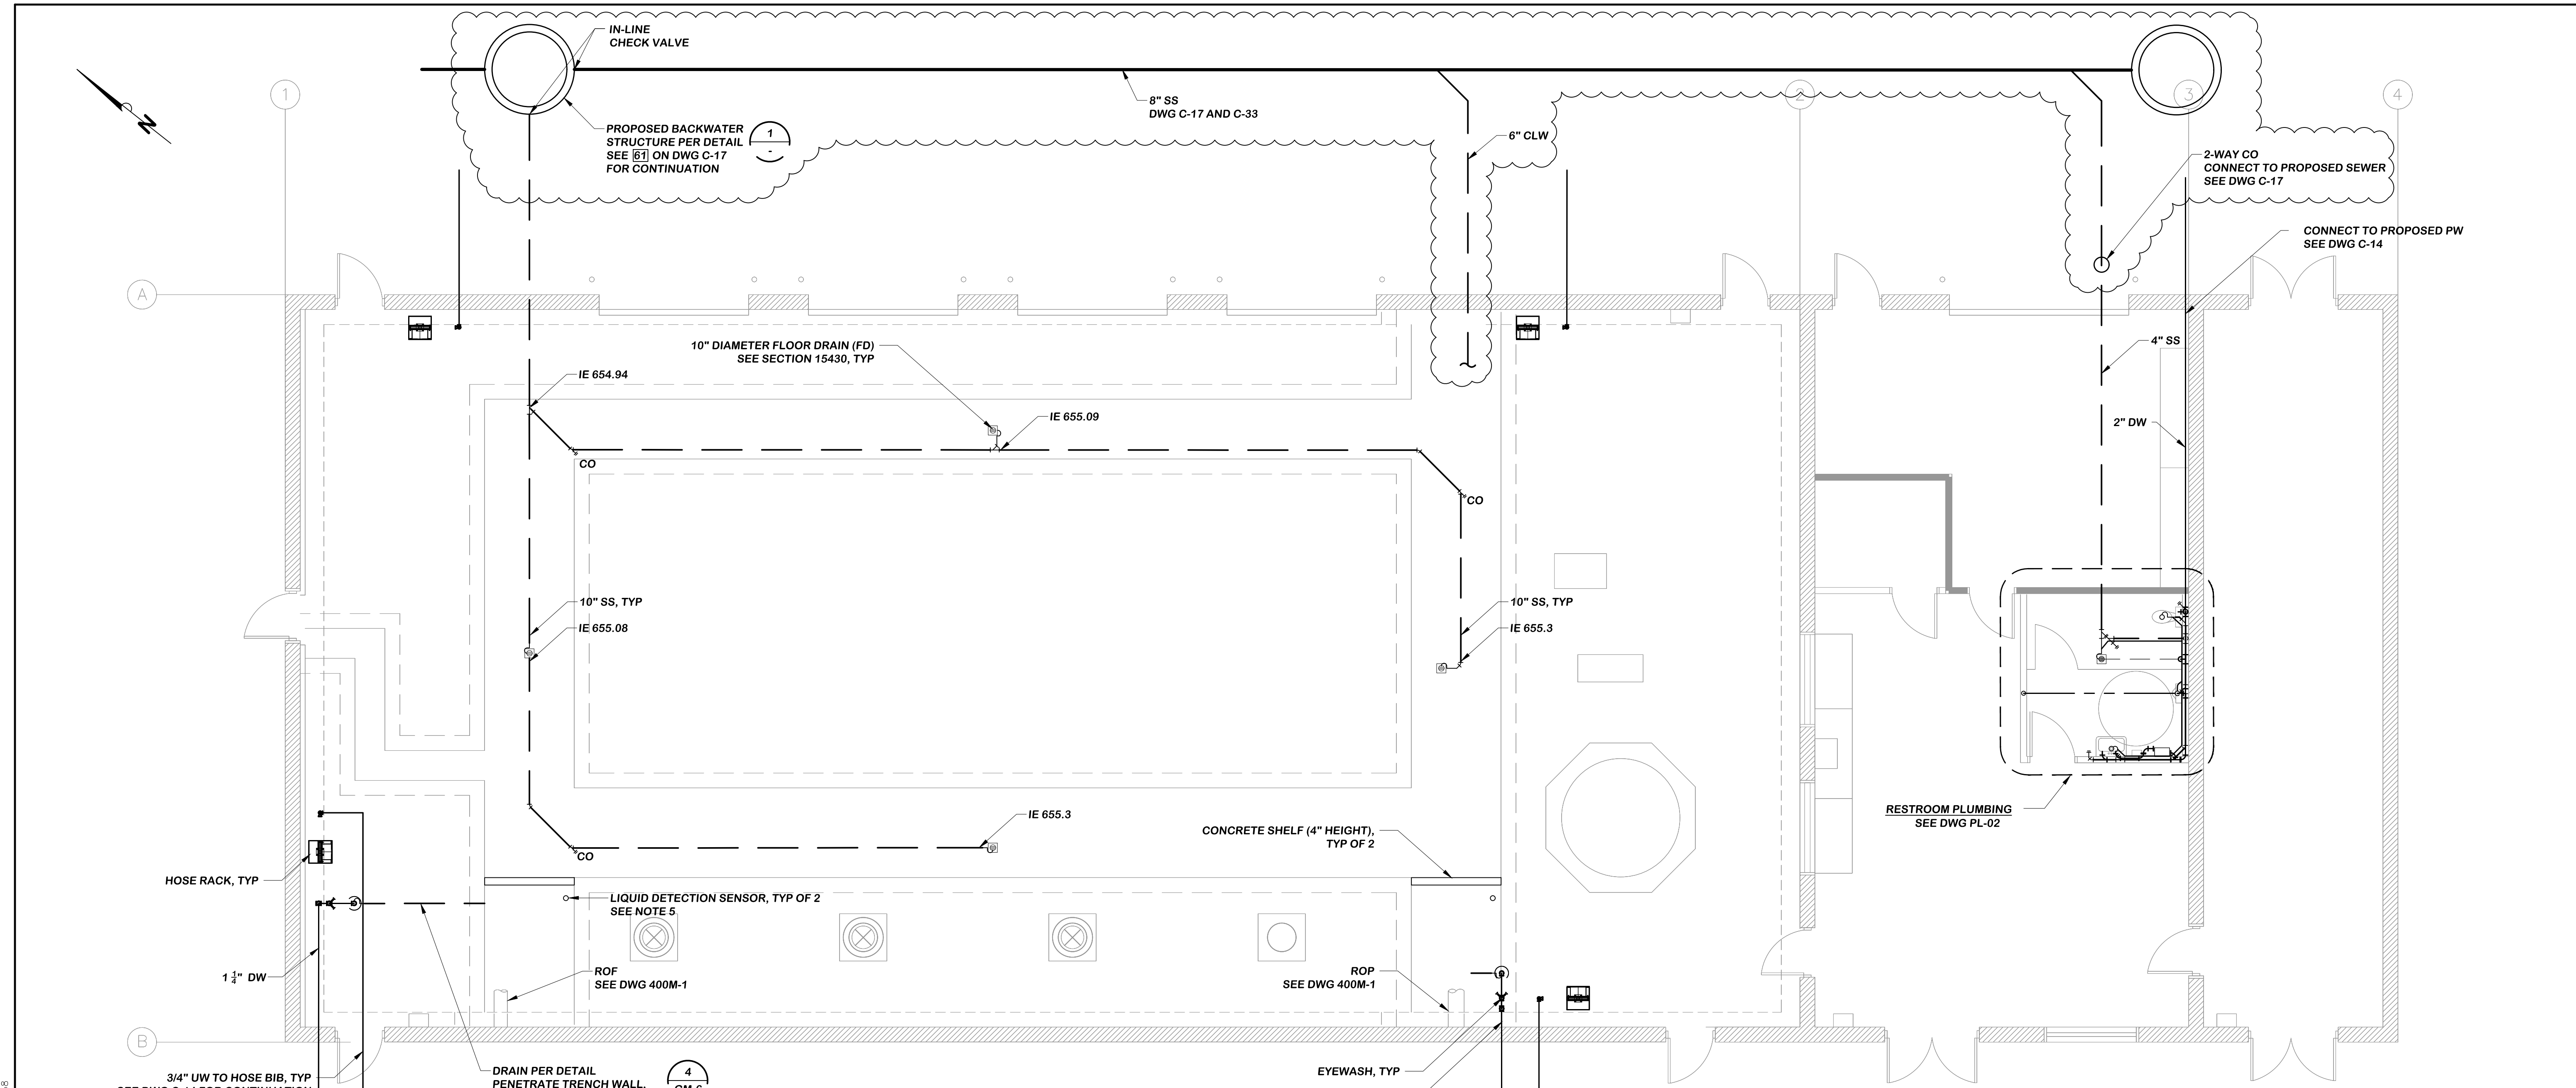 IN-LINE
CHECK VALVE
1
2
3
4
N
8" SS
DWG C-17 AND C-33
PROPOSED BACKWATER
STRUCTURE PER DETAIL
SEE 61 ON DWG C-17
FOR CONTINUATION
1
-
6" CLW
2-WAY CO
CONNECT TO PROPOSED SEWER
SEE DWG C-17
CONNECT TO PROPOSED PW
SEE DWG C-14
A
10" DIAMETER FLOOR DRAIN (FD)
SEE SECTION 15430, TYP
4" SS
IE 654.94
IE 655.09
2" DW
CO
CO
10" SS, TYP
IE 655.08
10" SS, TYP
IE 655.3
IE 655.3
CO
RESTROOM PLUMBING
SEE DWG PL-02
CONCRETE SHELF (4" HEIGHT),
TYP OF 2
HOSE RACK, TYP
LIQUID DETECTION SENSOR, TYP OF 2
SEE NOTE 5
1 1/4" DW
ROF
SEE DWG 400M-1
ROP
SEE DWG 400M-1
B
3/4" UW TO HOSE BIB, TYP
DRAIN PER DETAIL
PENETRATE TRENCH WALL.
4
EYEWASH, TYP